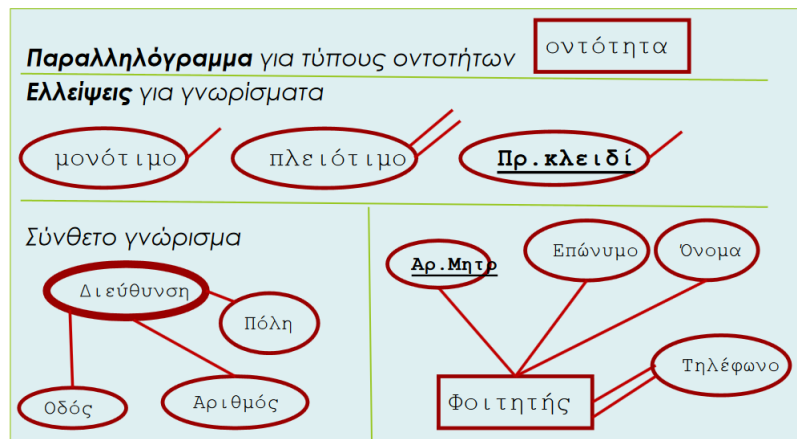 Παραλληλόγραμμα για τύπους οντοτήτων οντότητα
Ελλείψεις για γνωρίσματα
μονότιμο πλειότιμο Πρ.κλειδί
Σύνθετο γνώρισμα
Διεύθυνση
Πόλη
Οδός
Αριθμός
Αρ.Μητρ Επώνυμο Όνομα
Τηλέφωνο
Φοιτητής